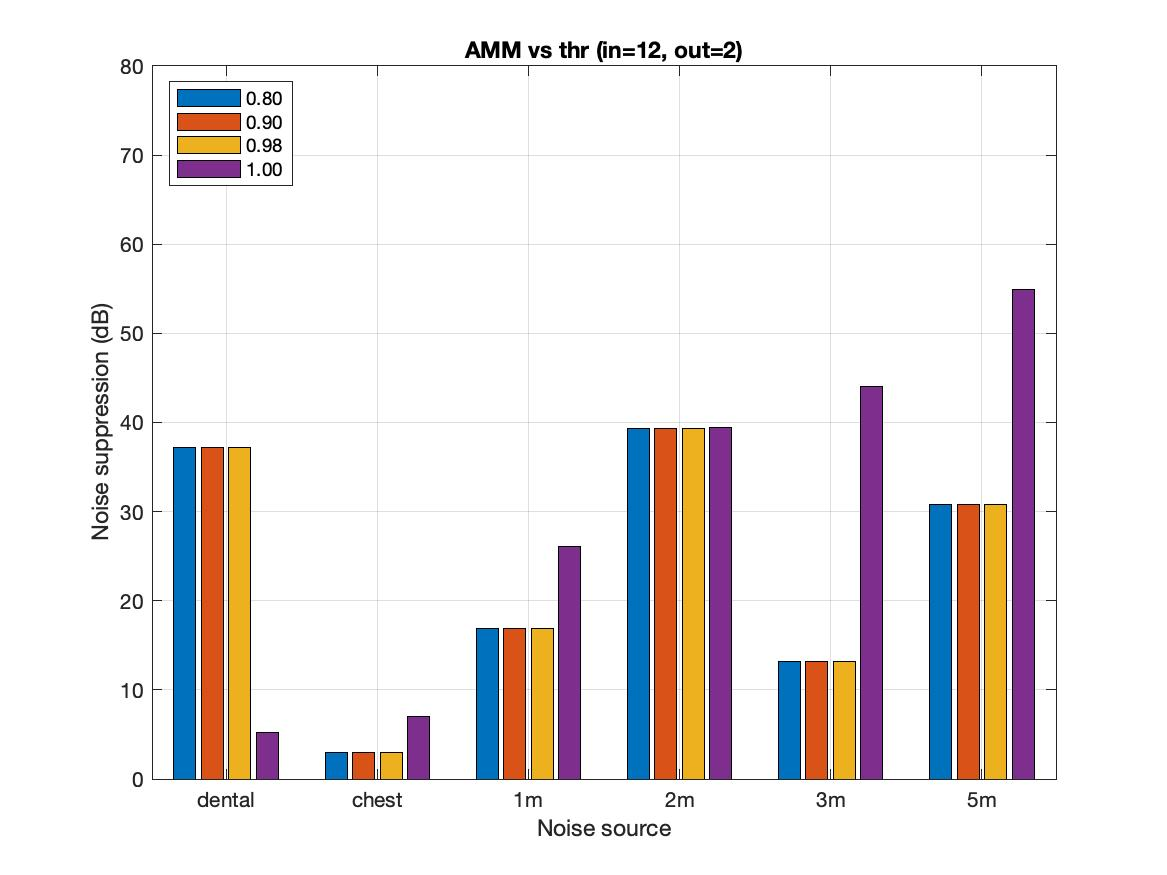 AMM vs thr (in=12, out=2)
80
70
60
50
40
30
20
10
0
0.80
0.90
0.98
1.00
Noise suppression (dB)
dental
chest
1m
2m
3m
5m
Noise source